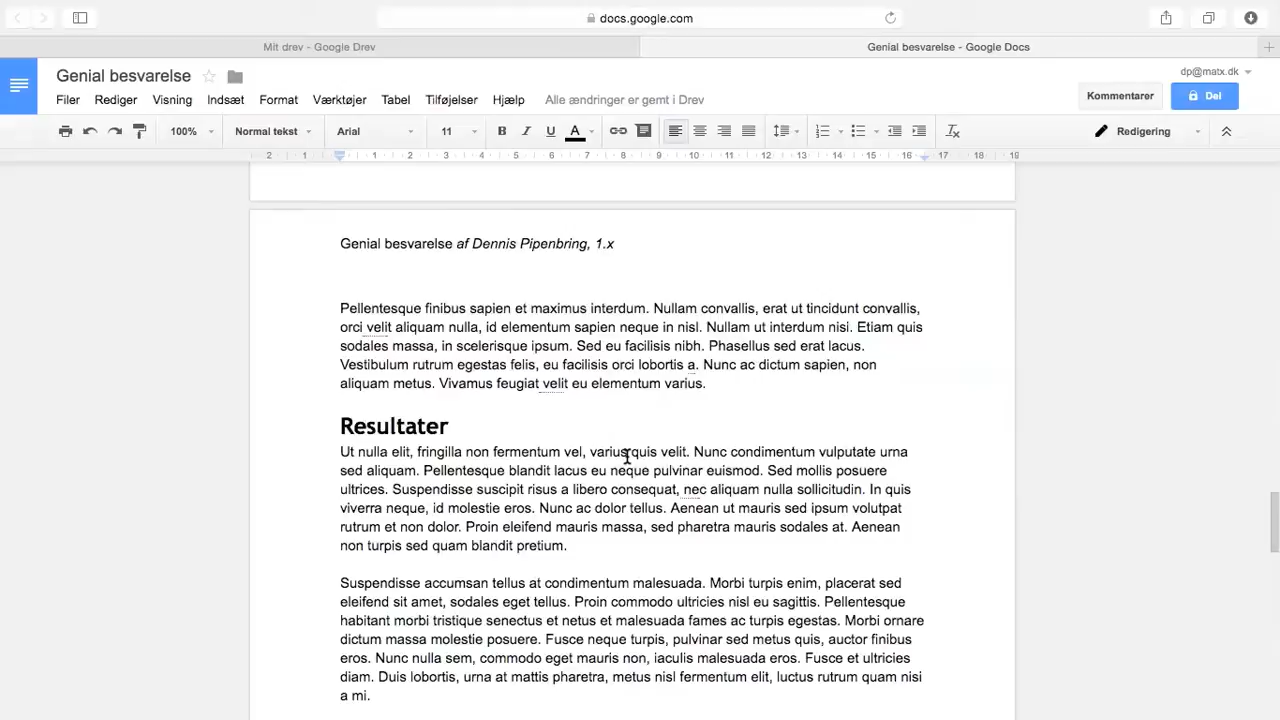 docs.google.com
Mit drev - Google Drev
Genial besvarelse - Google Docs
Genial besvarelse
dp@matx.dk
Filer Rediger Visning Indsæt Format Værktøjer Tabel Tilføjelser Hjælp Alle ændringer er gemt i Drev
Kommentarer
Del
100% Normal tekst Arial 11 B I U A Redigering
2 1 1 2 3 4 5 6 7 8 9 10 11 12 13 14 15 16 17 18 19
Genial besvarelse af Dennis Pipenbring, 1.x
Pellentesque finibus sapien et maximus interdum. Nullam convallis, erat ut tincidunt convallis,
orci velit aliquam nulla, id elementum sapien neque in nisl. Nullam ut interdum nisi. Etiam quis
sodales massa, in scelerisque ipsum. Sed eu facilisis nibh. Phasellus sed erat lacus.
Vestibulum rutrum egestas felis, eu facilisis orci lobortis a. Nunc ac dictum sapien, non
aliquam metus. Vivamus feugiat velit eu elementum varius.
Resultater
Ut nulla elit, fringilla non fermentum vel, varius quis velit. Nunc condimentum vulputate urna
sed aliquam. Pellentesque blandit lacus eu neque pulvinar euismod. Sed mollis posuere
ultrices. Suspendisse suscipit risus a libero consequat, nec aliquam nulla sollicitudin. In quis
viverra neque, id molestie eros. Nunc ac dolor tellus. Aenean ut mauris sed ipsum volutpat
rutrum et non dolor. Proin eleifend mauris massa, sed pharetra mauris sodales at. Aenean
non turpis sed quam blandit pretium.
Suspendisse accumsan tellus at condimentum malesuada. Morbi turpis enim, placerat sed
eleifend sit amet, sodales eget tellus. Proin commodo ultricies nisl eu sagittis. Pellentesque
habitant morbi tristique senectus et netus et malesuada fames ac turpis egestas. Morbi ornare
dictum massa molestie posuere. Fusce neque turpis, pulvinar sed metus quis, auctor finibus
eros. Nunc nulla sem, commodo eget mauris non, iaculis malesuada eros. Fusce et ultricies
diam. Duis lobortis, urna at mattis pharetra, metus nisl fermentum elit, luctus rutrum quam nisi
a mi.